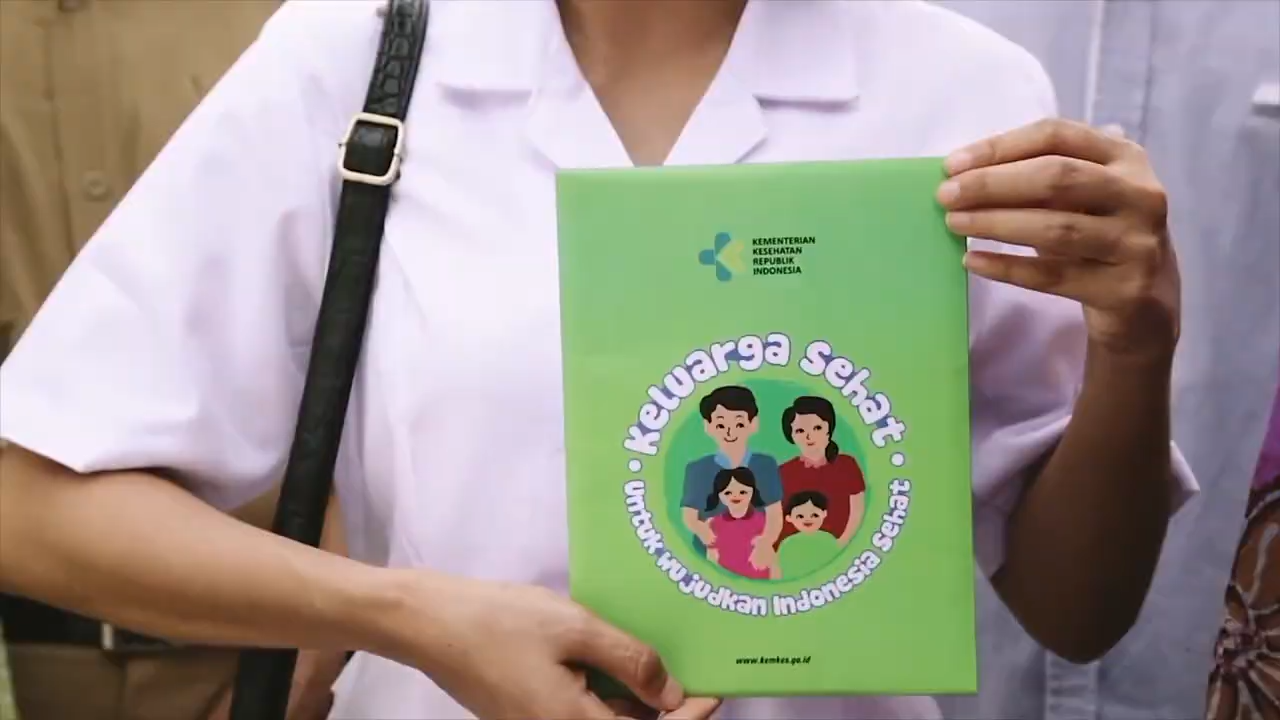 KEMENTERIAN
KESEHATAN
REPUBLIK
INDONESIA
Keluarga Sehat
untuk wujudkan Indonesia Sehat
www.kemkes.go.id